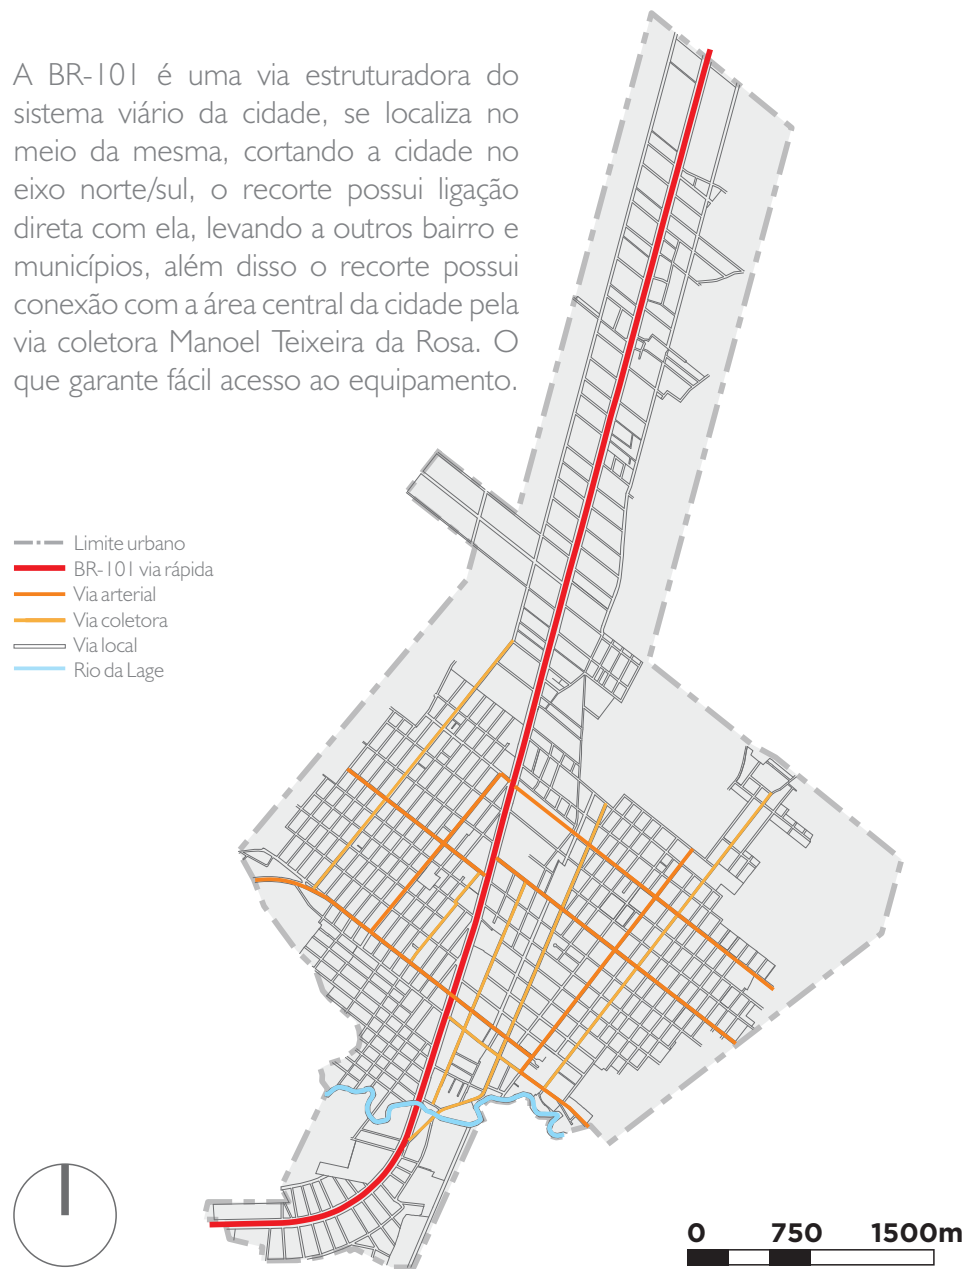 A BR-101 é uma via estruturadora do
sistema viário da cidade, se localiza no
meio da mesma, cortando a cidade no
eixo norte/sul, o recorte possui ligação
direta com ela, levando a outros bairro e
municípios, além disso o recorte possui
conexão com a área central da cidade pela
via coletora Manoel Teixeira da Rosa. O
que garante fácil acesso ao equipamento.
Limite urbano
BR-101 via rápida
Via arterial
Via coletora
Via local
Rio da Lage
0 750 1500m